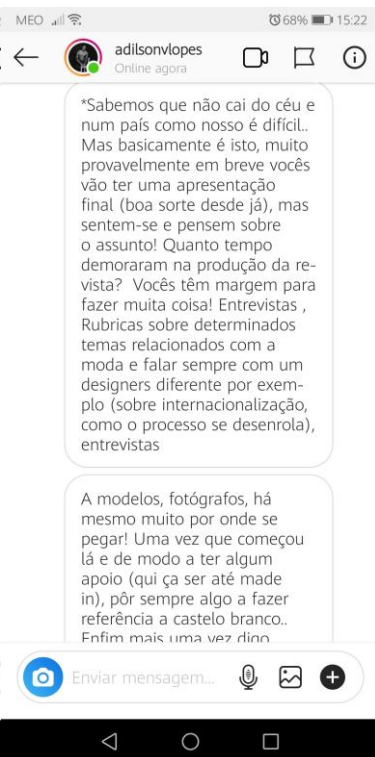 MEO 68% 15:22
adilsonvlopes
Online agora
*Sabemos que não cai do céu e
num país como nosso é difícil..
Mas basicamente é isto, muito
provavelmente em breve vocês
vão ter uma apresentação
final (boa sorte desde já), mas
sentem-se e pensem sobre
o assunto! Quanto tempo
demoraram na produção da re-
vista? Vocês têm margem para
fazer muita coisa! Entrevistas ,
Rubricas sobre determinados
temas relacionados com a
moda e falar sempre com um
designers diferente por exem-
plo (sobre internacionalização,
como o processo se desenrola),
entrevistas
A modelos, fotógrafos, há
mesmo muito por onde se
pegar! Uma vez que começou
lá e de modo a ter algum
apoio (qui ça ser até made
in), pôr sempre algo a fazer
referência a castelo branco..
Enfim mais uma vez digo
Enviar mensagem...